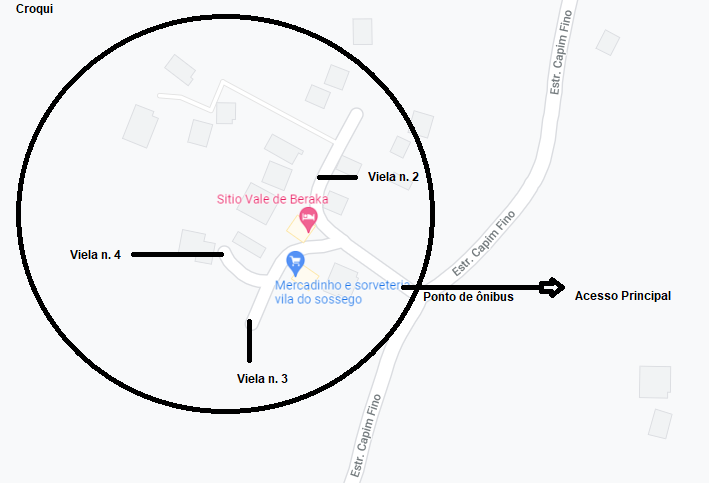 Croqui
Estr. Capim Fino
Viela n. 2
Sitio Vale de Beraka
Estr. Capim Fino
Viela n. 4
Mercadinho e sorveteria
vila do sossego
Ponto de ônibus
Acesso Principal
Viela n. 3
Estr. Capim Fino